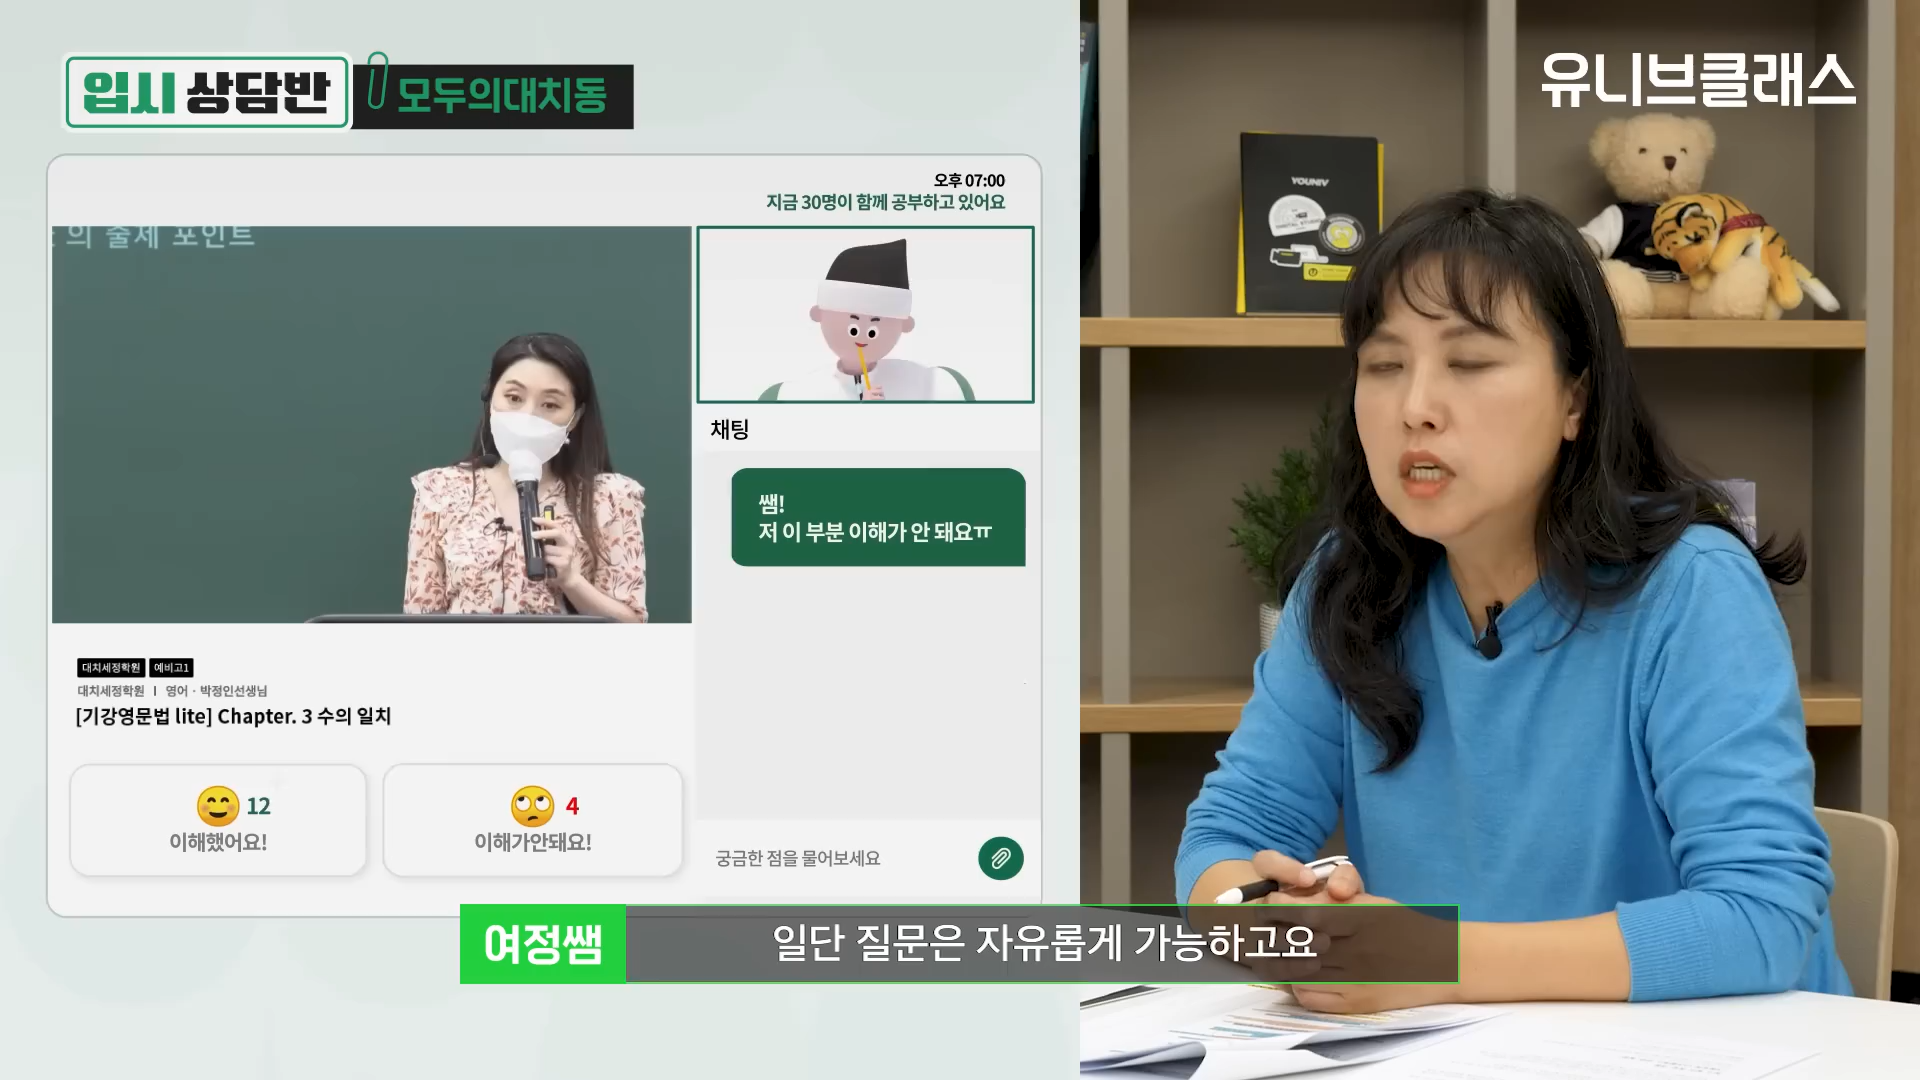 입시 상담반
모두의대치동
유니브클래스
오후 07:00
지금 30명이 함께 공부하고 있어요
의 출제 포인트
YOUNIV
채팅
쌤!
저 이 부분 이해가 안 돼요ㅠ
대치세정학원 예비고1
대치세정학원 | 영어 · 박정인선생님
[기강영문법 lite] Chapter. 3 수의 일치
12
이해했어요!
4
이해가안돼요!
궁금한 점을 물어보세요
여정쌤
일단 질문은 자유롭게 가능하고요